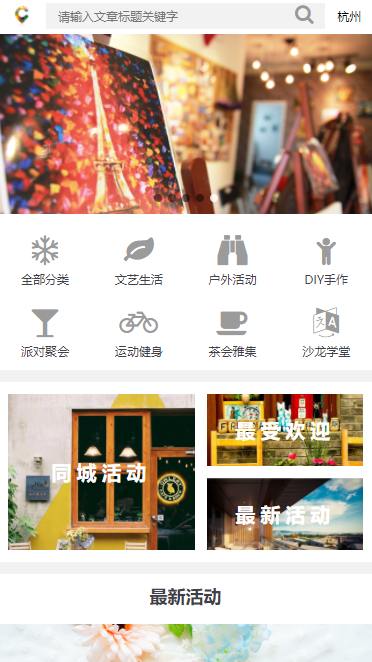 请输入文章标题关键字
杭州
全部分类
文艺生活
户外活动
DIY手作
派对聚会
运动健身
茶会雅集
沙龙学堂
同城活动
最受欢迎
最新活动
最新活动